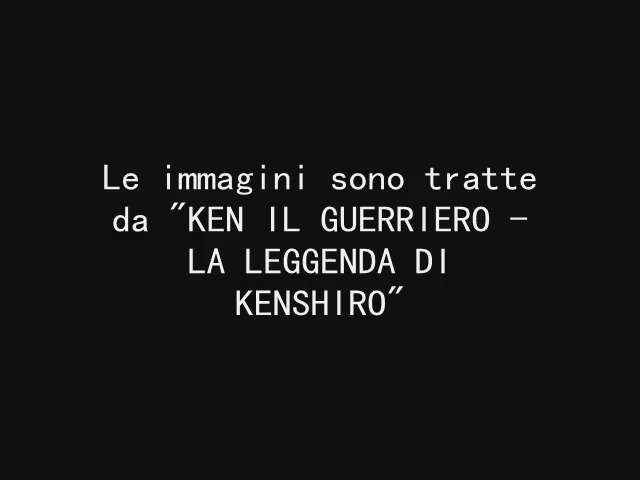 Le immagini sono tratte
da "KEN IL GUERRIERO -
LA LEGGENDA DI
KENSHIRO"